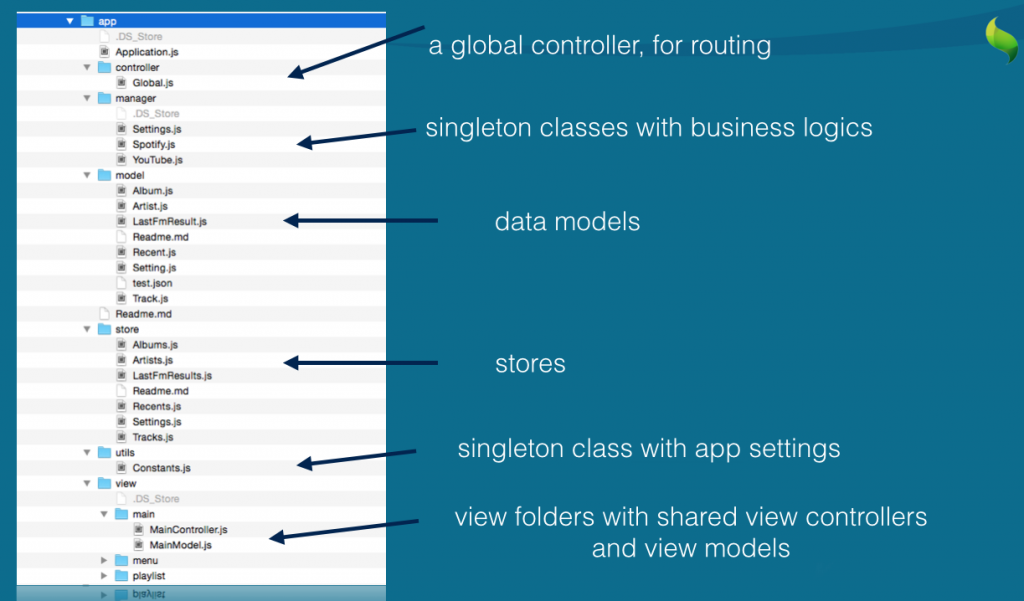 app
.DS_Store
Application.js
controller
Global.js
manager
.DS_Store
Settings.js
Spotify.js
YouTube.js
model
Album.js
Artist.js
LastFmResult.js
Readme.md
Recent.js
Setting.js
test.json
Track.js
Readme.md
store
Albums.js
Artists.js
LastFmResults.js
Readme.md
Recents.js
Settings.js
Tracks.js
utils
Constants.js
view
.DS_Store
main
MainController.js
MainModel.js
menu
playlist
playlist
a global controller, for routing
singleton classes with business logics
data models
stores
singleton class with app settings
view folders with shared view controllers
and view models